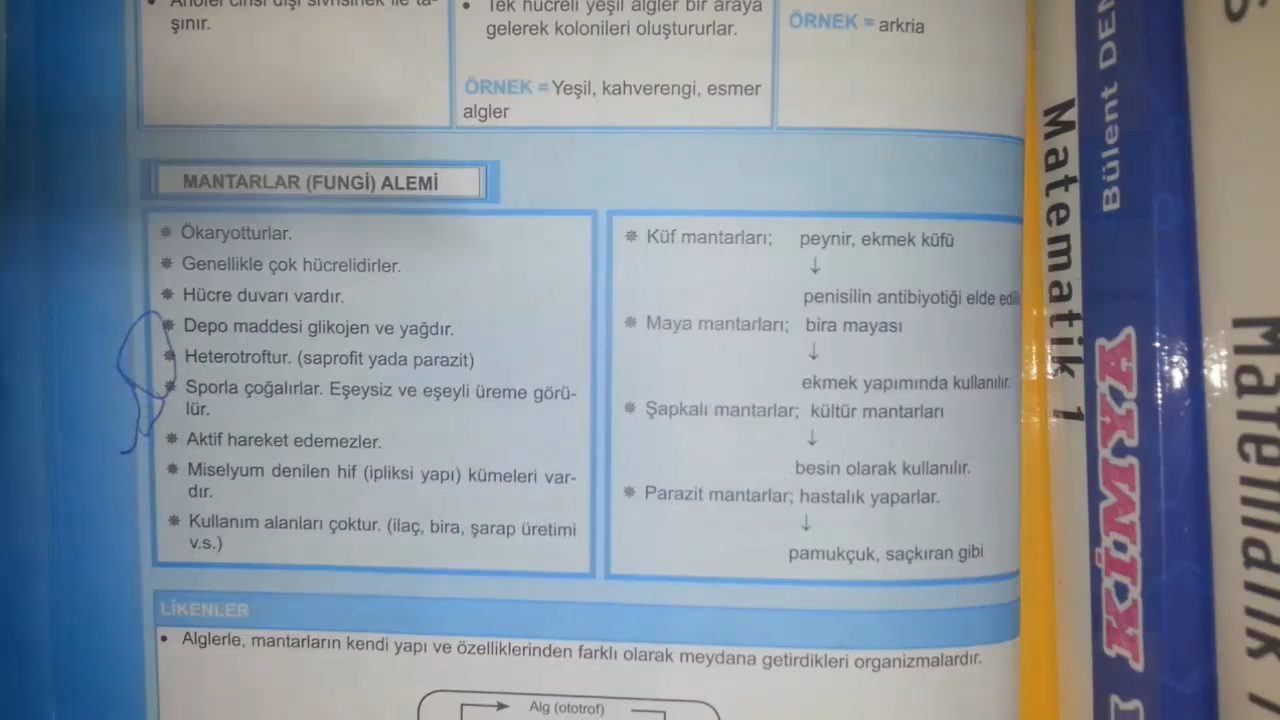 şınır.
Tek hücreli yeşil algler bir araya
gelerek kolonileri oluştururlar.
ÖRNEK = Yeşil, kahverengi, esmer
algler
ÖRNEK = arkria
MANTARLAR (FUNGİ) ALEMİ
Ökaryotturlar.
Genellikle çok hücrelidirler.
Hücre duvarı vardır.
Depo maddesi glikojen ve yağdır.
Heterotroftur. (saprofit yada parazit)
Sporla çoğalırlar. Eşeysiz ve eşeyli üreme görü-
lür.
Aktif hareket edemezler.
Miselyum denilen hif (ipliksi yapı) kümeleri var-
dır.
Kullanım alanları çoktur. (ilaç, bira, şarap üretimi
v.s.)
Küf mantarları; peynir, ekmek küfü
↓
penisilin antibiyotiği elde edilir
Maya mantarları; bira mayası
↓
ekmek yapımında kullanılır.
Şapkalı mantarlar; kültür mantarları
↓
besin olarak kullanılır.
Parazit mantarlar; hastalık yaparlar.
↓
pamukçuk, saçkıran gibi
LİKENLER
Alglerle, mantarların kendi yapı ve özelliklerinden farklı olarak meydana getirdikleri organizmalardır.
Alg (ototrof)
Matematik 1
Bülent DEN
KİMYA
Matematik